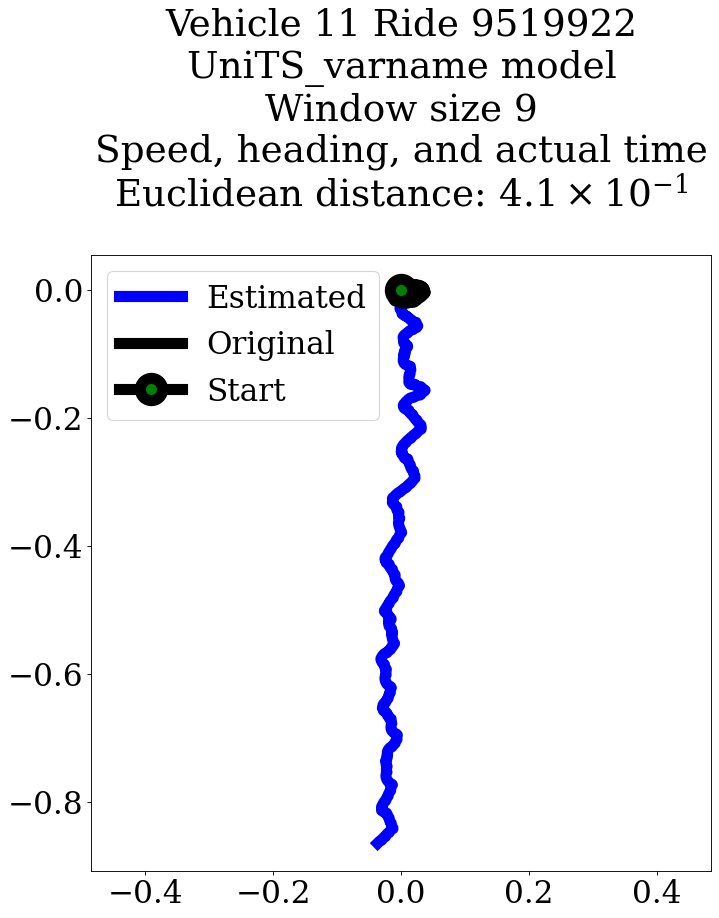 Vehicle 11 Ride 9519922
UniTS_varname model
Window size 9
Speed, heading, and actual time
Euclidean distance: 4.1 × 10⁻¹
Estimated
Original
Start
0.0
−0.2
−0.4
−0.6
−0.8
−0.4
−0.2
0.0
0.2
0.4